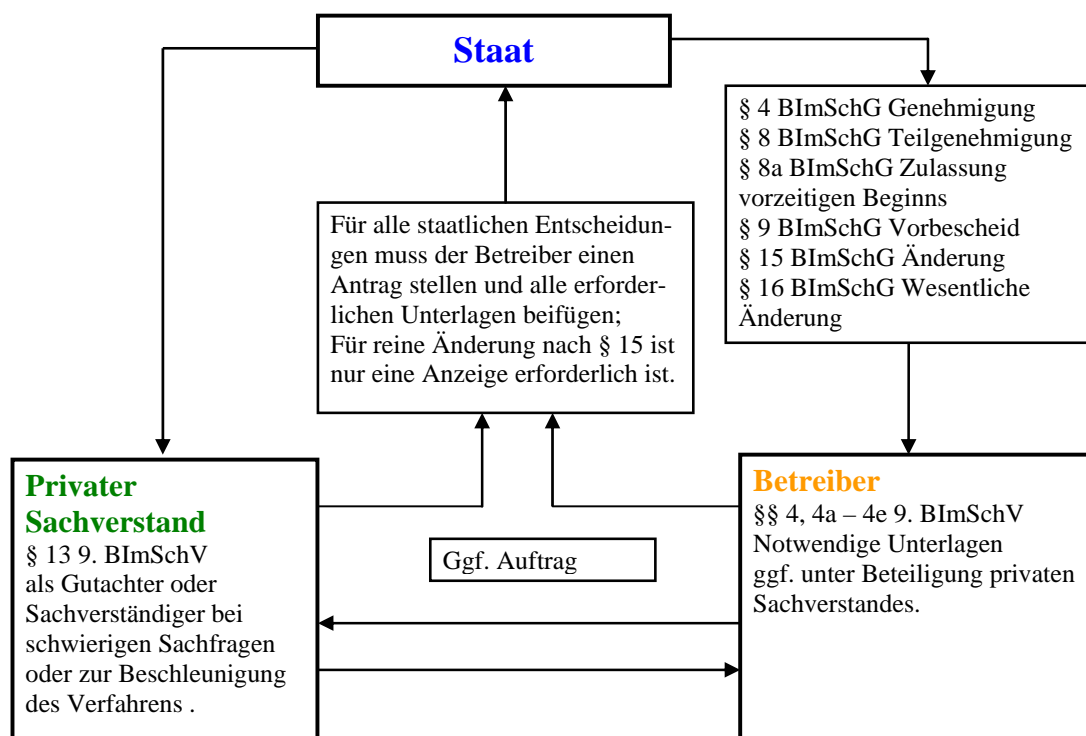 Staat
§ 4 BImSchG Genehmigung
§ 8 BImSchG Teilgenehmigung
§ 8a BImSchG Zulassung
vorzeitigen Beginns
§ 9 BImSchG Vorbescheid
§ 15 BImSchG Änderung
§ 16 BImSchG Wesentliche
Änderung
Für alle staatlichen Entscheidun-
gen muss der Betreiber einen
Antrag stellen und alle erforder-
lichen Unterlagen beifügen;
Für reine Änderung nach § 15 ist
nur eine Anzeige erforderlich ist.
Privater
Sachverstand
§ 13 9. BImSchV
als Gutachter oder
Sachverständiger bei
schwierigen Sachfragen
oder zur Beschleunigung
des Verfahrens .
Ggf. Auftrag
Betreiber
§§ 4, 4a – 4e 9. BImSchV
Notwendige Unterlagen
ggf. unter Beteiligung privaten
Sachverstandes.